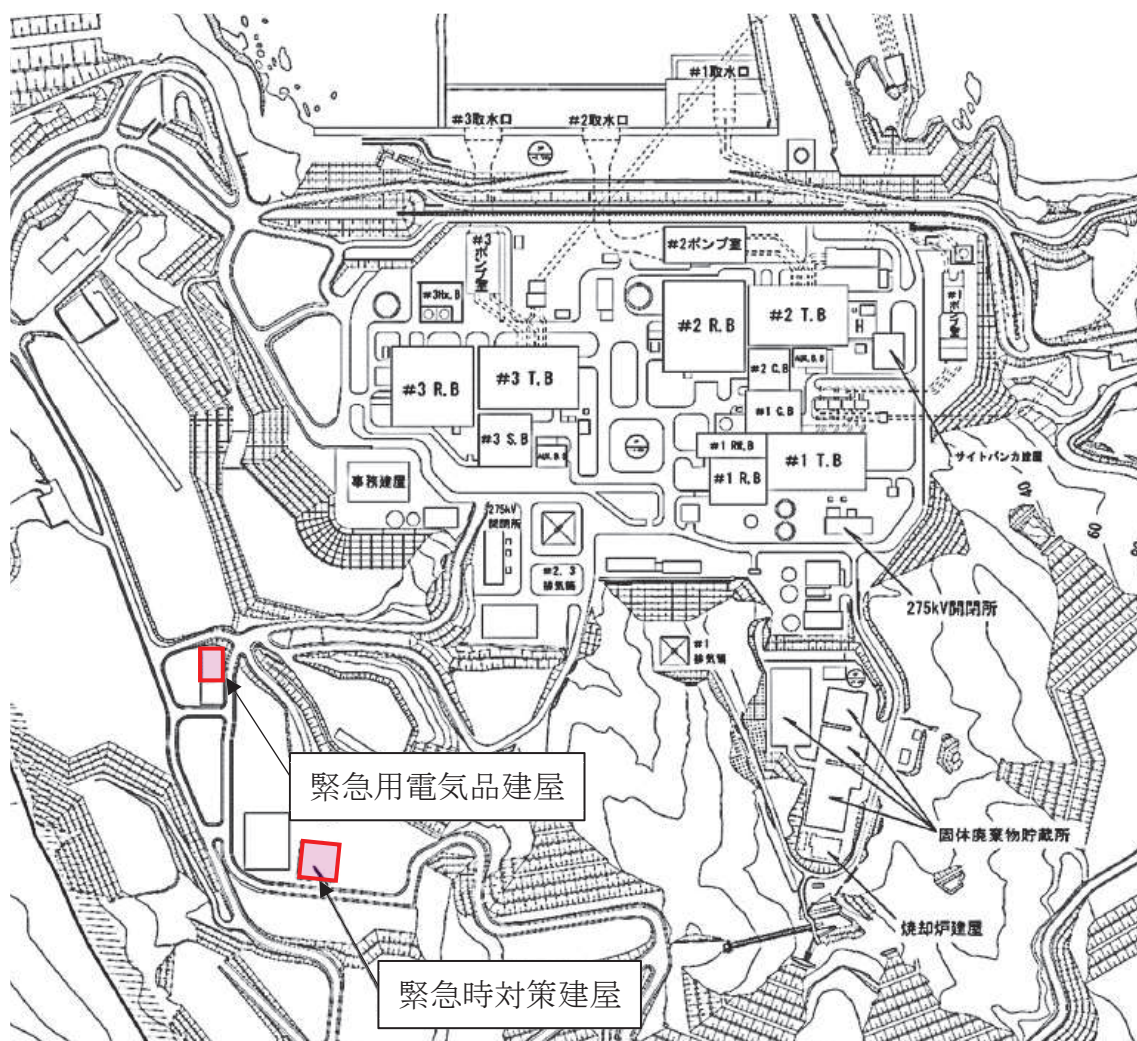 #1取水口
#3取水口
#2取水口
#3
ポンプ室
#2ポンプ室
#3Hx.B
#1
ポンプ室
#2 R.B
#2 T.B
#3 R.B
#3 T.B
#2 C.B
#1 C.B
#3 S.B
#1 RW.B
#1 R.B
#1 T.B
サイトバンカ建屋
事務建屋
275kV
開閉所
#2, 3
排気筒
40
60
275kV開閉所
#1
排気筒
緊急用電気品建屋
固体廃棄物貯蔵所
焼却炉建屋
緊急時対策建屋